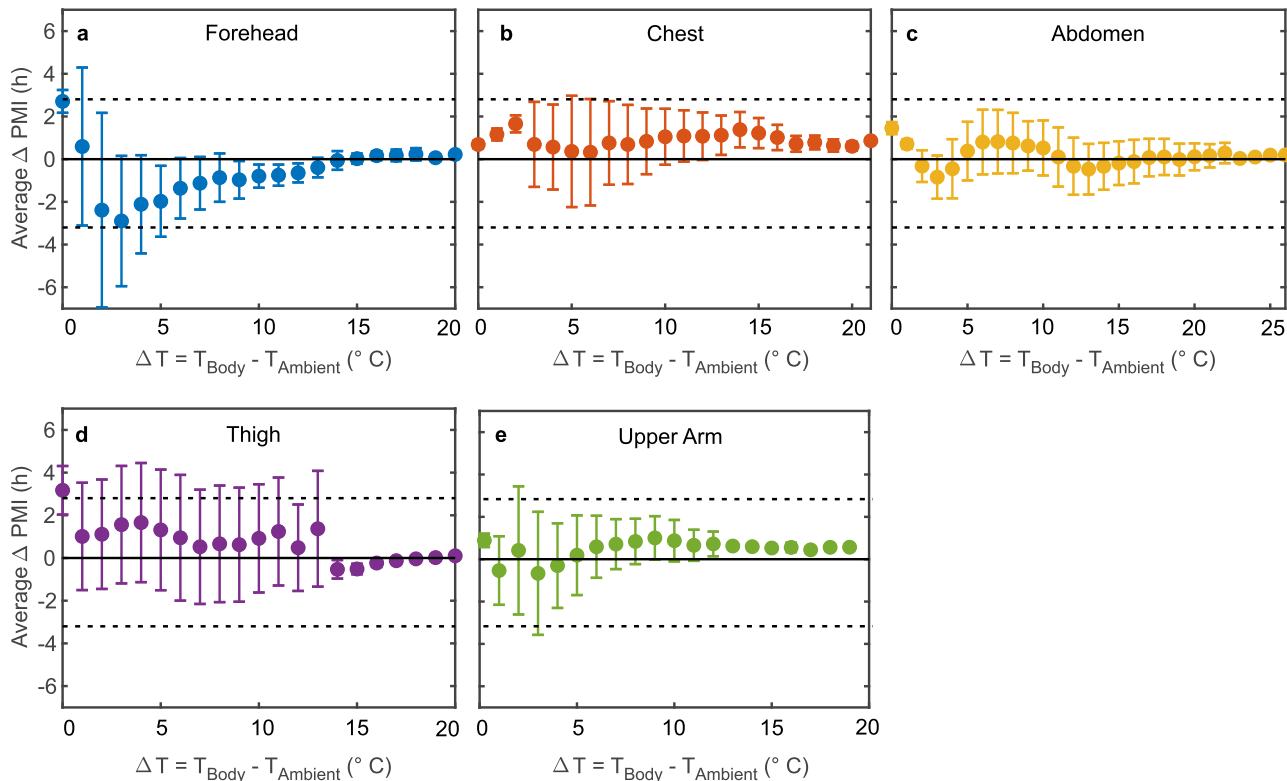 a Forehead
b Chest
c Abdomen
Average Δ PMI (h)
6
4
2
0
-2
-4
-6
0 5 10 15 20
0 5 10 15 20
0 5 10 15 20 25
Δ T = T_Body - T_Ambient (° C)
Δ T = T_Body - T_Ambient (° C)
Δ T = T_Body - T_Ambient (° C)
d Thigh
e Upper Arm
Average Δ PMI (h)
6
4
2
0
-2
-4
-6
0 5 10 15 20
0 5 10 15 20
Δ T = T_Body - T_Ambient (° C)
Δ T = T_Body - T_Ambient (° C)